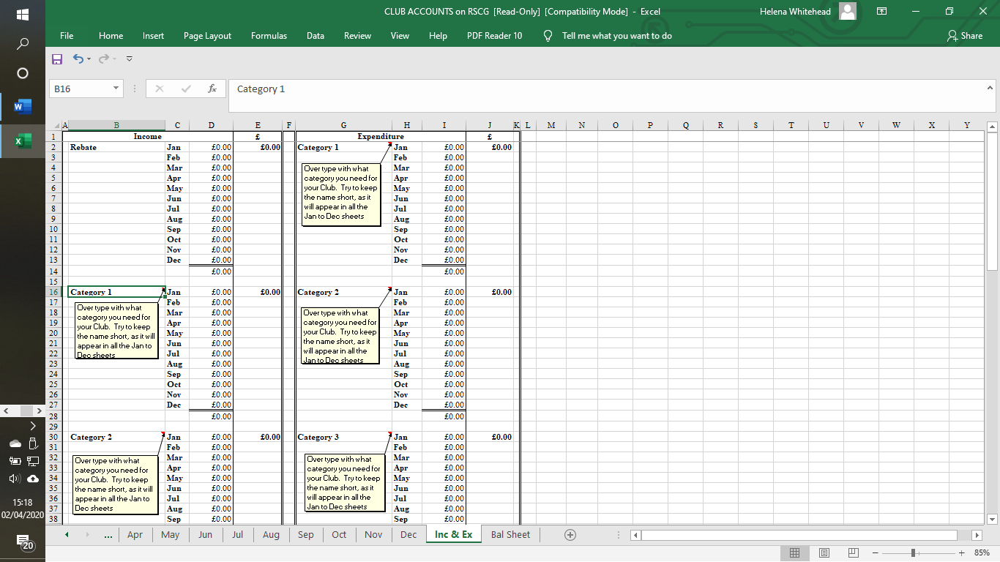 CLUB ACCOUNTS on RSCG [Read-Only] [Compatibility Mode] - Excel
Helena Whitehead
File Home Insert Page Layout Formulas Data Review View Help PDF Reader 10 Tell me what you want to do Share
B16 fx Category 1
A B C D E F G H I J K L M N O P Q R S T U V W X Y
1 Income £ Expenditure £
2 Rebate Jan £0.00 £0.00 Category 1 Jan £0.00 £0.00
3 Feb £0.00 Feb £0.00
4 Mar £0.00 Mar £0.00
5 Apr £0.00 Apr £0.00
6 May £0.00 May £0.00
7 Jun £0.00 Jun £0.00
8 Jul £0.00 Jul £0.00
9 Aug £0.00 Aug £0.00
10 Sep £0.00 Sep £0.00
11 Oct £0.00 Oct £0.00
12 Nov £0.00 Nov £0.00
13 Dec £0.00 Dec £0.00
14 £0.00 £0.00
Over type with what
category you need for
your Club. Try to keep
the name short, as it
will appear in all the
Jan to Dec sheets
15
16 Category 1 Jan £0.00 £0.00 Category 2 Jan £0.00 £0.00
17 Feb £0.00 Feb £0.00
18 Mar £0.00 Mar £0.00
19 Apr £0.00 Apr £0.00
20 May £0.00 May £0.00
21 Jun £0.00 Jun £0.00
22 Jul £0.00 Jul £0.00
23 Aug £0.00 Aug £0.00
24 Sep £0.00 Sep £0.00
25 Oct £0.00 Oct £0.00
26 Nov £0.00 Nov £0.00
27 Dec £0.00 Dec £0.00
28 £0.00 £0.00
Over type with what
category you need for
your Club. Try to keep
the name short, as it will
appear in all the Jan to
Dec sheets
Over type with what
category you need for
your Club. Try to keep
the name short, as it
will appear in all the
Jan to Dec sheets
29
30 Category 2 Jan £0.00 £0.00 Category 3 Jan £0.00 £0.00
31 Feb £0.00 Feb £0.00
32 Mar £0.00 Mar £0.00
33 Apr £0.00 Apr £0.00
34 May £0.00 May £0.00
35 Jun £0.00 Jun £0.00
36 Jul £0.00 Jul £0.00
37 Aug £0.00 Aug £0.00
38 Sep £0.00 Sep £0.00
Over type with what
category you need for
your Club. Try to keep
the name short, as it will
appear in all the Jan to
Dec sheets
Over type with what
category you need for
your Club. Try to keep
the name short, as it
will appear in all the
Jan to Dec sheets
... Apr May Jun Jul Aug Sep Oct Nov Dec Inc & Ex Bal Sheet
85%
15:18
02/04/2020
20